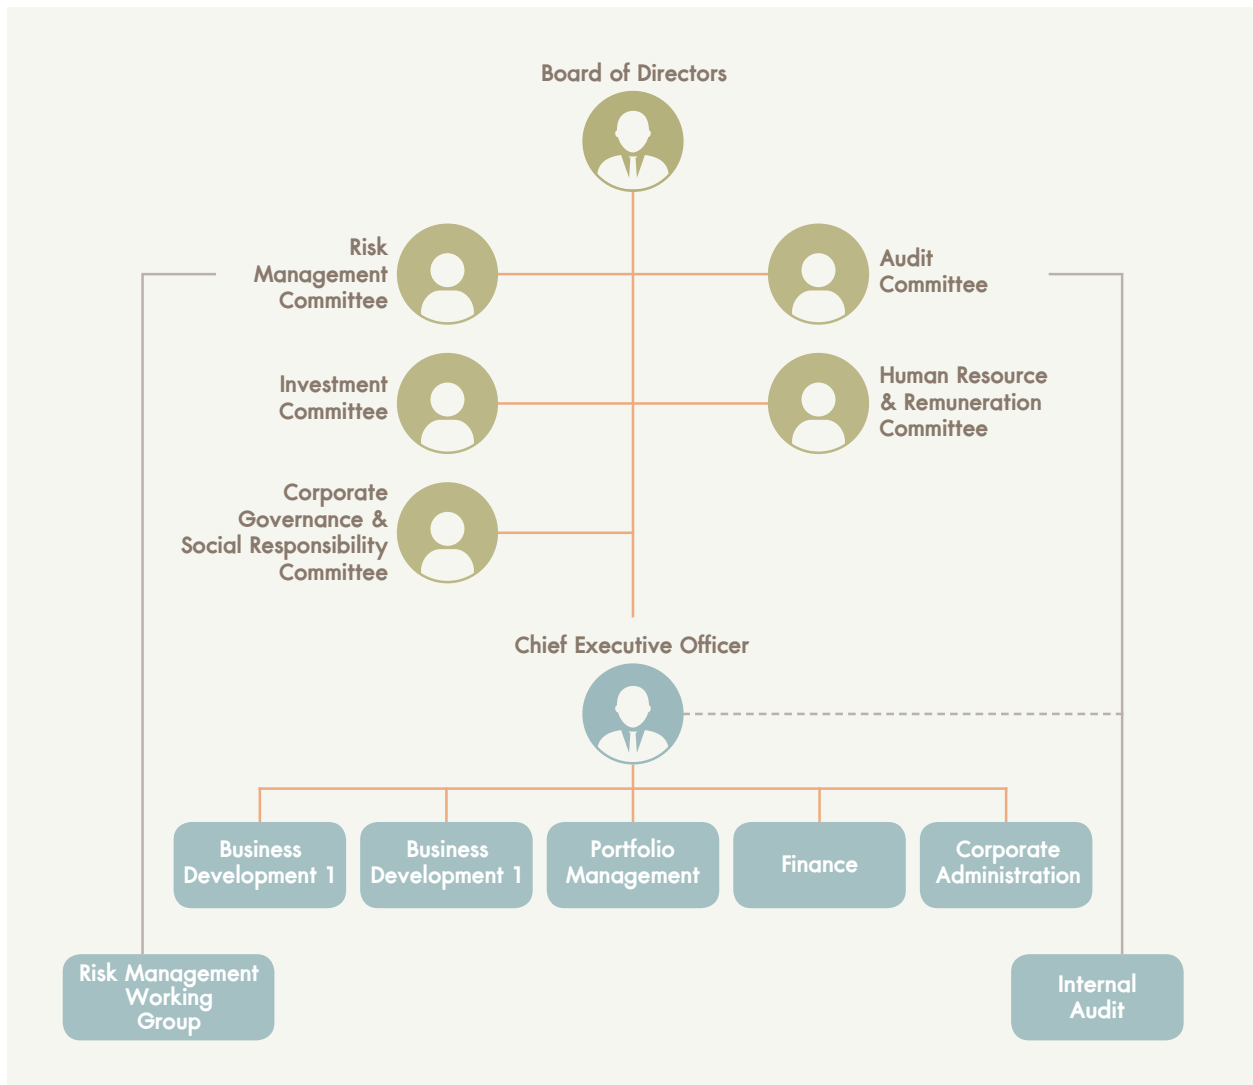 Board of Directors
Risk
Management
Committee
Audit
Committee
Investment
Committee
Human Resource
& Remuneration
Committee
Corporate
Governance &
Social Responsibility
Committee
Chief Executive Officer
Business
Development 1
Business
Development 1
Portfolio
Management
Finance
Corporate
Administration
Risk Management
Working
Group
Internal
Audit